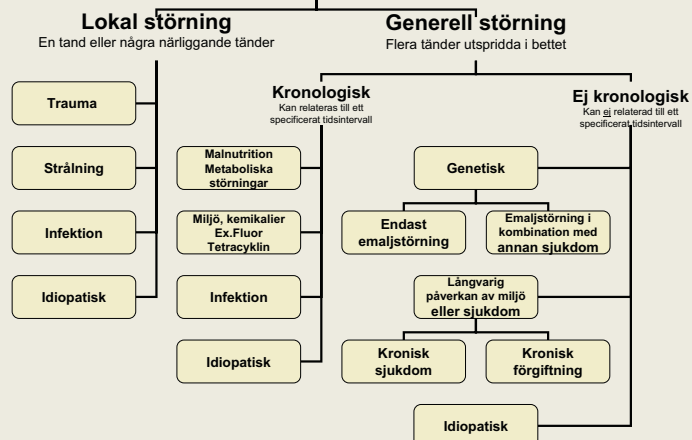 Lokal störning
En tand eller några närliggande tänder
Trauma
Strålning
Infektion
Idiopatisk
Generell störning
Flera tänder utspridda i bettet
Kronologisk
Kan relateras till ett
specificerat tidsintervall
Malnutrition
Metaboliska
störningar
Miljö, kemikalier
Ex.Fluor
Tetracyklin
Infektion
Idiopatisk
Ej kronologisk
Kan ej relaterad till ett
specificerat tidsintervall
Genetisk
Endast
emaljstörning
Emaljstörning i
kombination med
annan sjukdom
Långvarig
påverkan av miljö
eller sjukdom
Kronisk
sjukdom
Kronisk
förgiftning
Idiopatisk